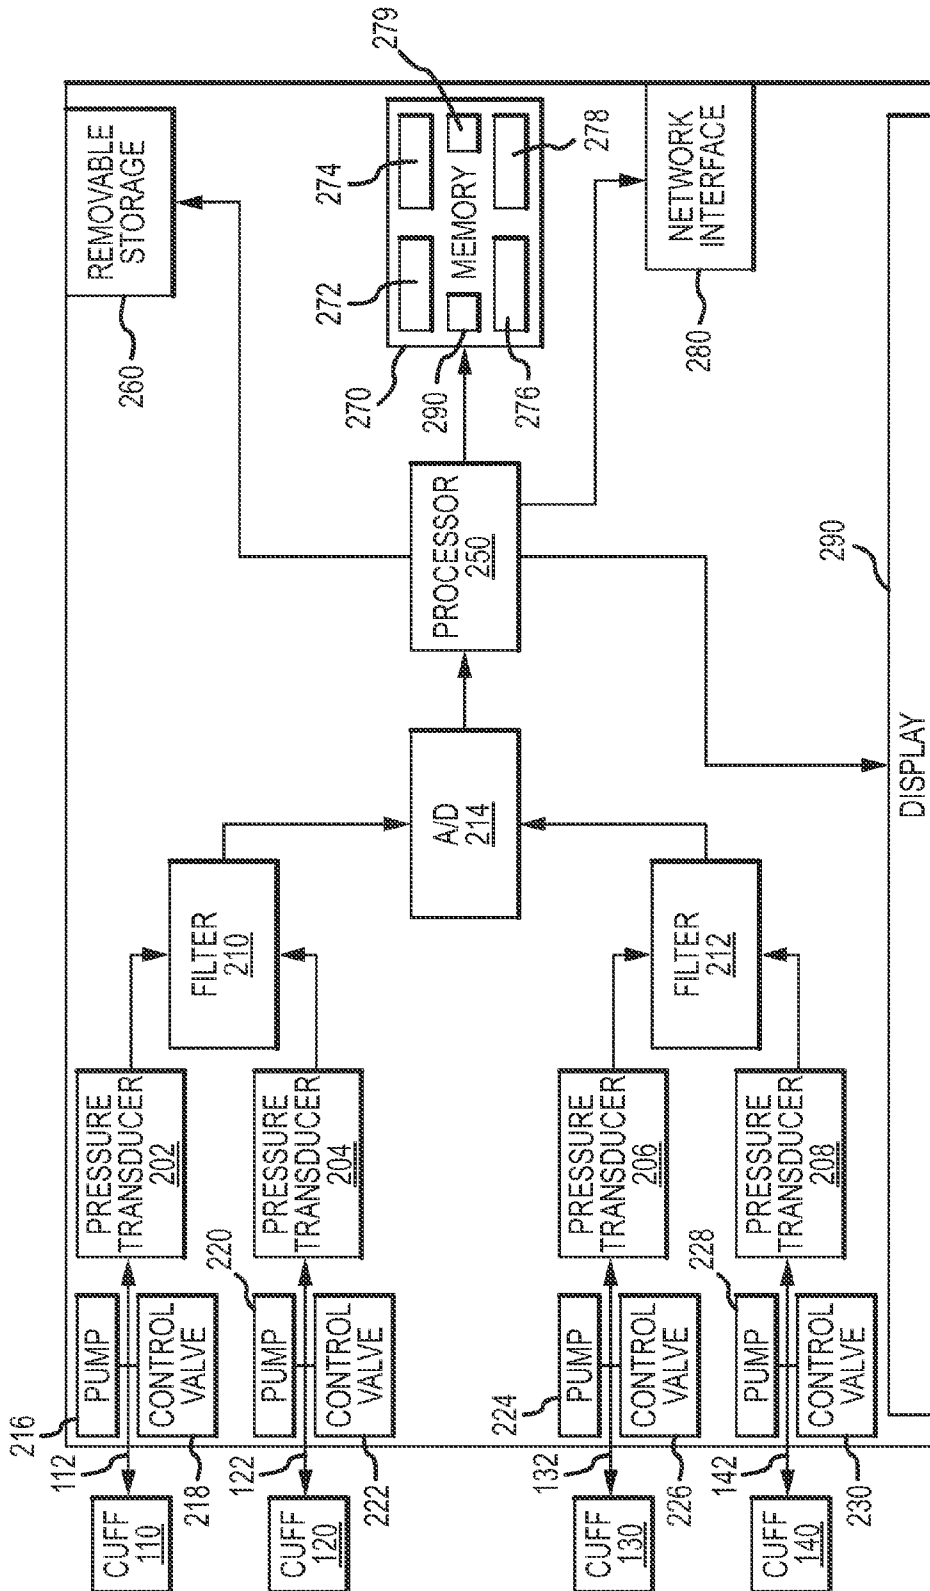 CUFF
110
112
216
PUMP
CONTROL
VALVE
218
PRESSURE
TRANSDUCER
202
CUFF
120
122
220
PUMP
CONTROL
VALVE
222
PRESSURE
TRANSDUCER
204
FILTER
210
CUFF
130
132
224
PUMP
CONTROL
VALVE
226
PRESSURE
TRANSDUCER
206
CUFF
140
142
228
PUMP
CONTROL
VALVE
230
PRESSURE
TRANSDUCER
208
FILTER
212
A/D
214
PROCESSOR
250
REMOVABLE
STORAGE
260
270
272
274
290
MEMORY
279
276
278
NETWORK
INTERFACE
280
DISPLAY
290